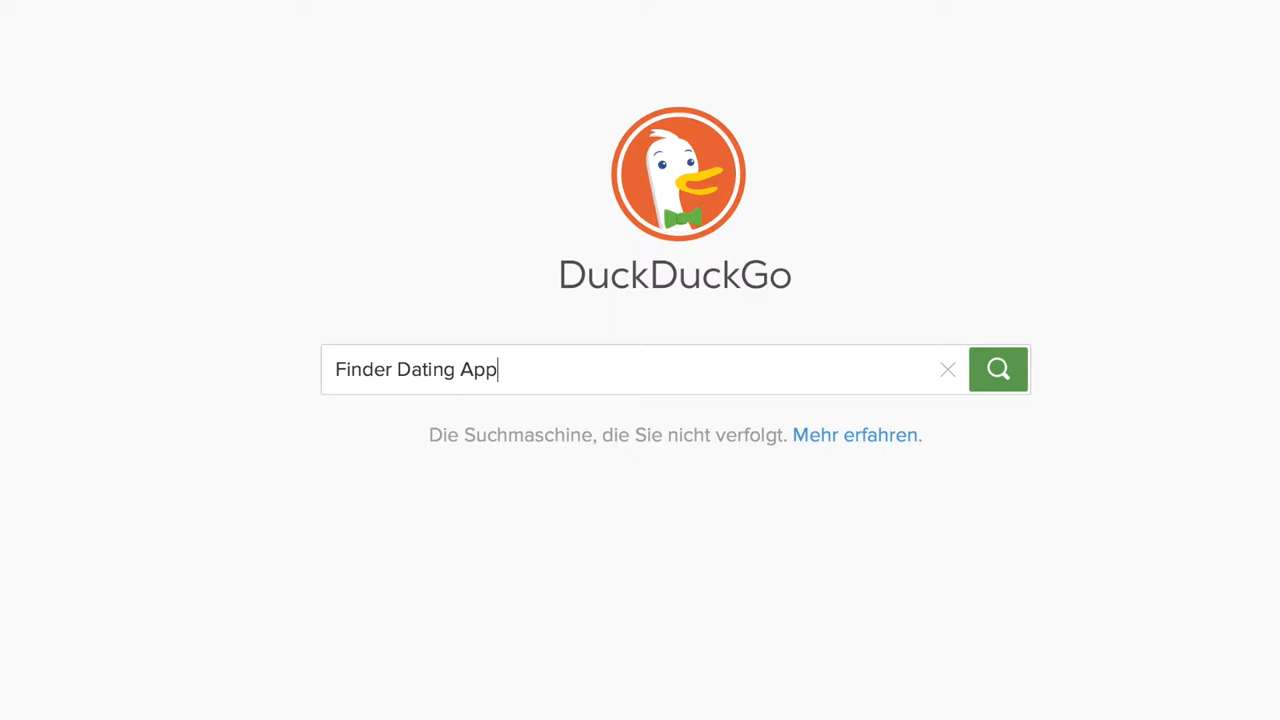 DuckDuckGo
Finder Dating App
Die Suchmaschine, die Sie nicht verfolgt. Mehr erfahren.